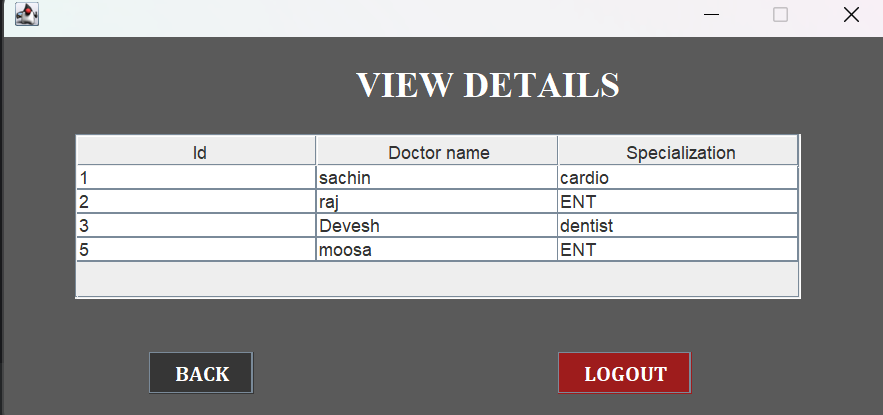 VIEW DETAILS
Id Doctor name Specialization
1 sachin cardio
2 raj ENT
3 Devesh dentist
5 moosa ENT
BACK LOGOUT